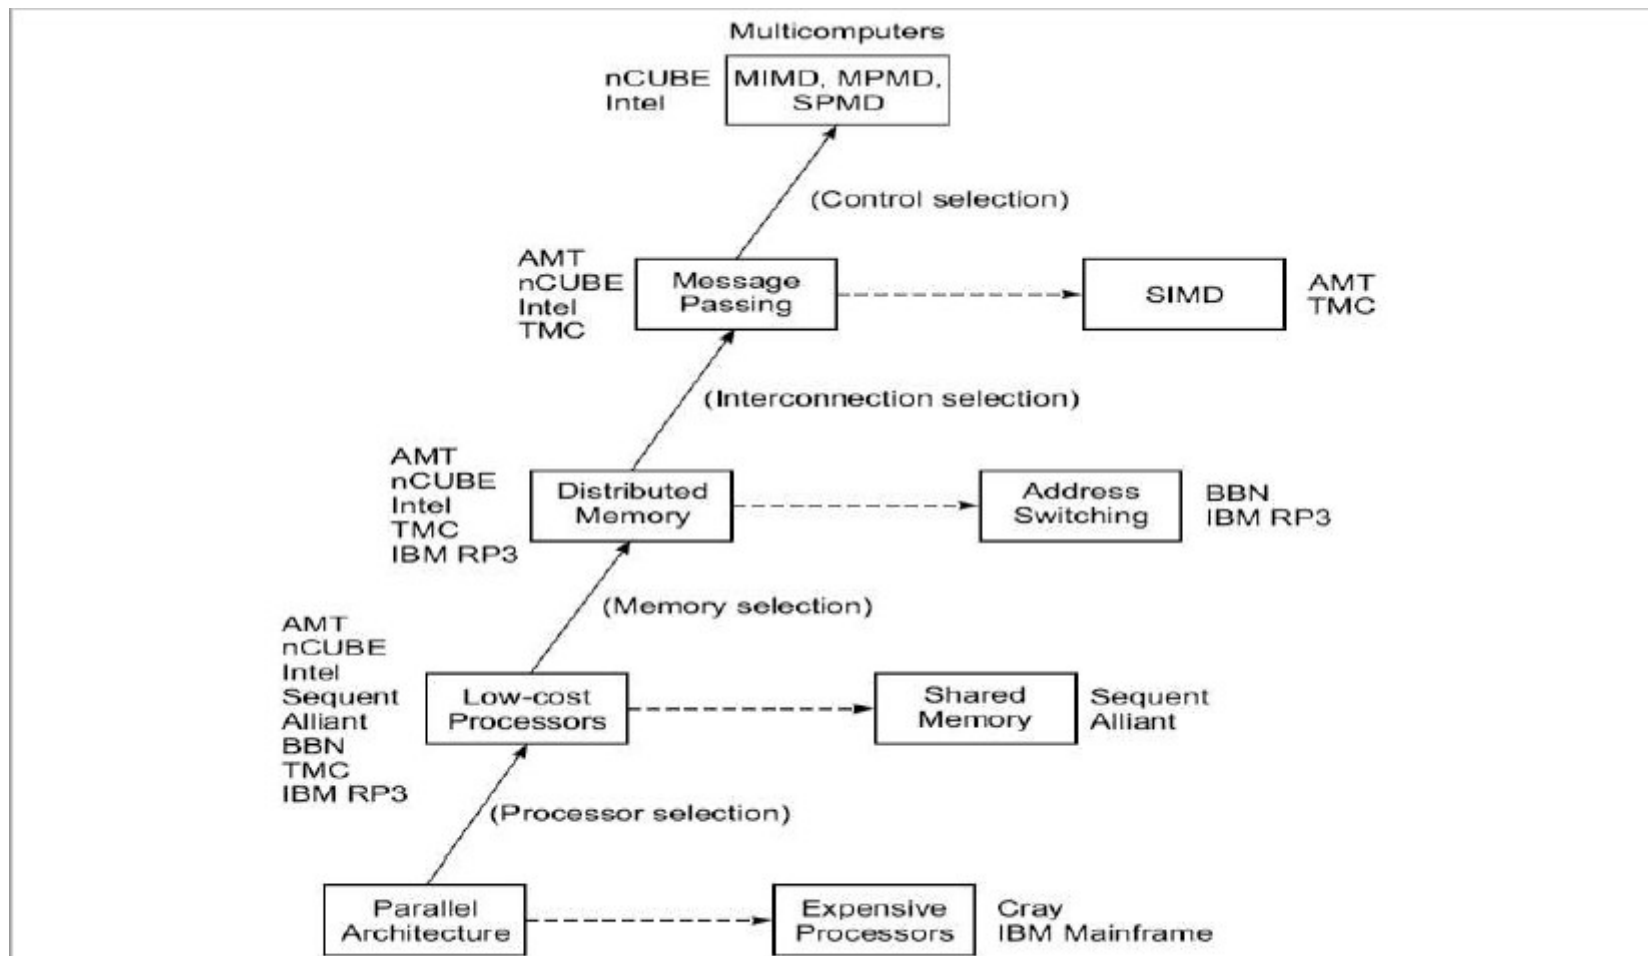 Multicomputers
nCUBE
Intel
MIMD, MPMD,
SPMD
(Control selection)
AMT
nCUBE
Intel
TMC
Message
Passing
SIMD
AMT
TMC
(Interconnection selection)
AMT
nCUBE
Intel
TMC
IBM RP3
Distributed
Memory
Address
Switching
BBN
IBM RP3
(Memory selection)
AMT
nCUBE
Intel
Sequent
Alliant
BBN
TMC
IBM RP3
Low-cost
Processors
Shared
Memory
Sequent
Alliant
(Processor selection)
Parallel
Architecture
Expensive
Processors
Cray
IBM Mainframe